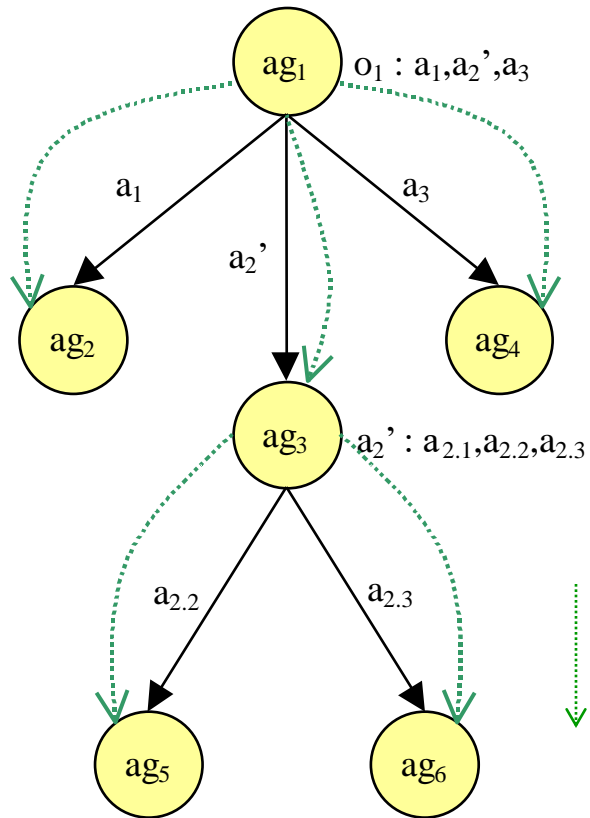 ag₁
o₁ : a₁,a₂’,a₃
a₁
a₃
a₂’
ag₂
ag₄
ag₃
a₂’ : a₂.₁,a₂.₂,a₂.₃
a₂.₂
a₂.₃
ag₅
ag₆